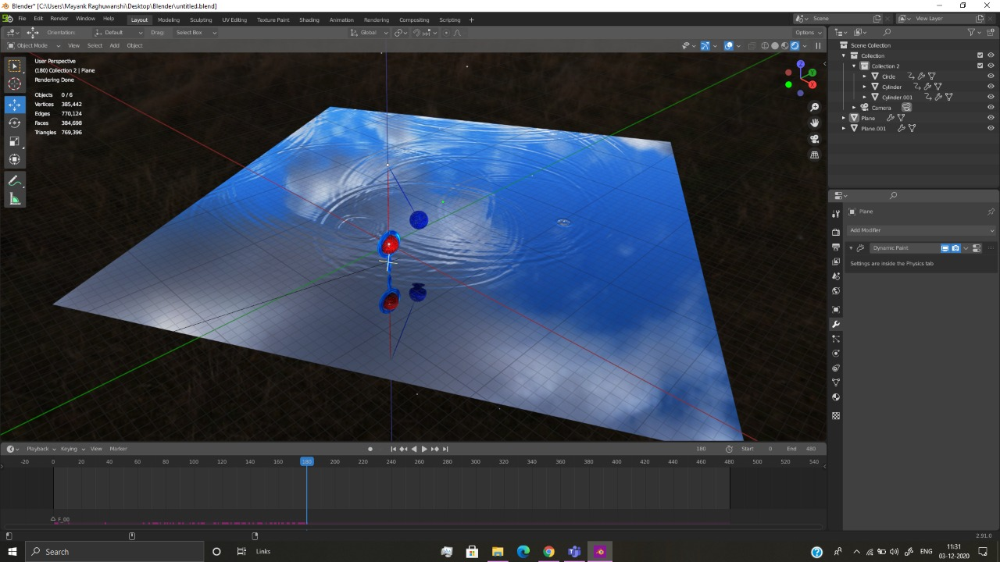 Blender* [C:\Users\Mayank Raghuwanshi\Desktop\Blender\untitled.blend]
File Edit Render Window Help Layout Modeling Sculpting UV Editing Texture Paint Shading Animation Rendering Compositing Scripting + Scene View Layer
Orientation: Default Drag: Select Box Global Options
Object Mode View Select Add Object
User Perspective
(180) Collection 2 | Plane
Rendering Done
Objects 0 / 6
Vertices 385,442
Edges 770,124
Faces 384,698
Triangles 769,396
Z
Y
X
Scene Collection
Collection
Collection 2
Circle
Cylinder
Cylinder.001
Camera
Plane
Plane.001
Plane
Add Modifier
Dynamic Paint
Settings are inside the Physics tab
Playback Keying View Marker 180 Start 0 End 480
-20 0 20 40 60 80 100 120 140 160 180 200 220 240 260 280 300 320 340 360 380 400 420 440 460 480 500 520 540
F_00
2.91.0
Search Links ENG 11:31
03-12-2020